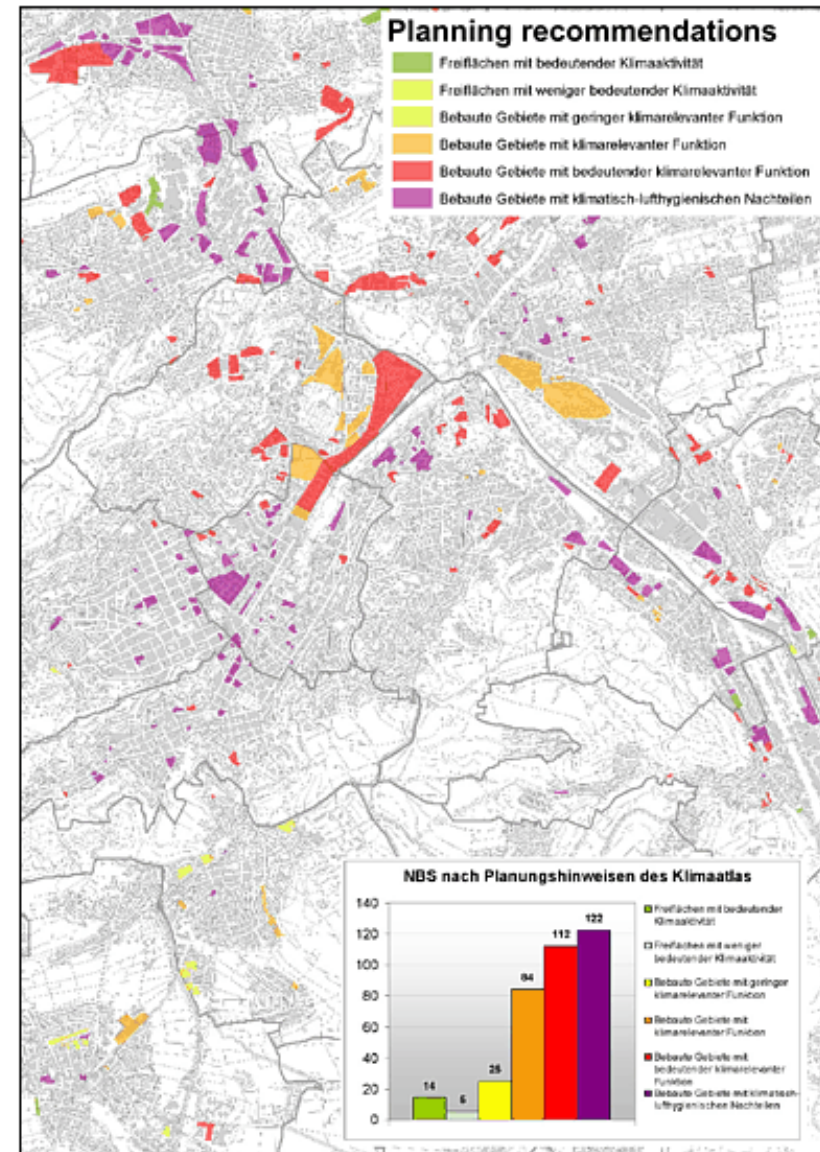 Planning recommendations
Freiflächen mit bedeutender Klimaaktivität
Freiflächen mit weniger bedeutender Klimaaktivität
Bebaute Gebiete mit geringer klimarelevanter Funktion
Bebaute Gebiete mit klimarelevanter Funktion
Bebaute Gebiete mit bedeutender klimarelevanter Funktion
Bebaute Gebiete mit klimatisch-lufthygienischen Nachteilen
NBS nach Planungshinweisen des Klimaatlas
140
120
100
80
60
40
20
0
14
5
25
84
112
122
Freiflächen mit bedeutender
Klimaaktivität
Freiflächen mit weniger
bedeutender Klimaaktivität
Bebaute Gebiete mit geringer
klimarelevanter Funktion
Bebaute Gebiete mit
klimarelevanter Funktion
Bebaute Gebiete mit
bedeutender klimarelevanter
Funktion
Bebaute Gebiete mit klimatisch-
lufthygienischen Nachteilen